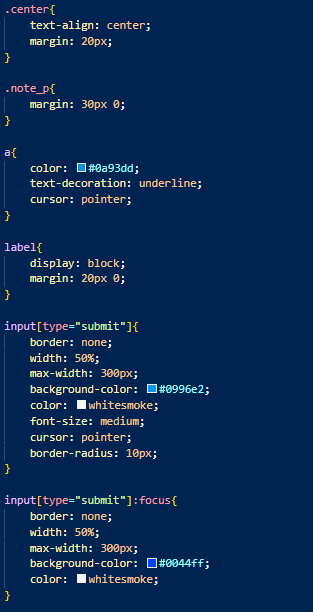 .center{
text-align: center;
margin: 20px;
}
.note_p{
margin: 30px 0;
}
a{
color: #0a93dd;
text-decoration: underline;
cursor: pointer;
}
label{
display: block;
margin: 20px 0;
}
input[type="submit"]{
border: none;
width: 50%;
max-width: 300px;
background-color: #0996e2;
color: whitesmoke;
font-size: medium;
cursor: pointer;
border-radius: 10px;
}
input[type="submit"]:focus{
border: none;
width: 50%;
max-width: 300px;
background-color: #0044ff;
color: whitesmoke;
}